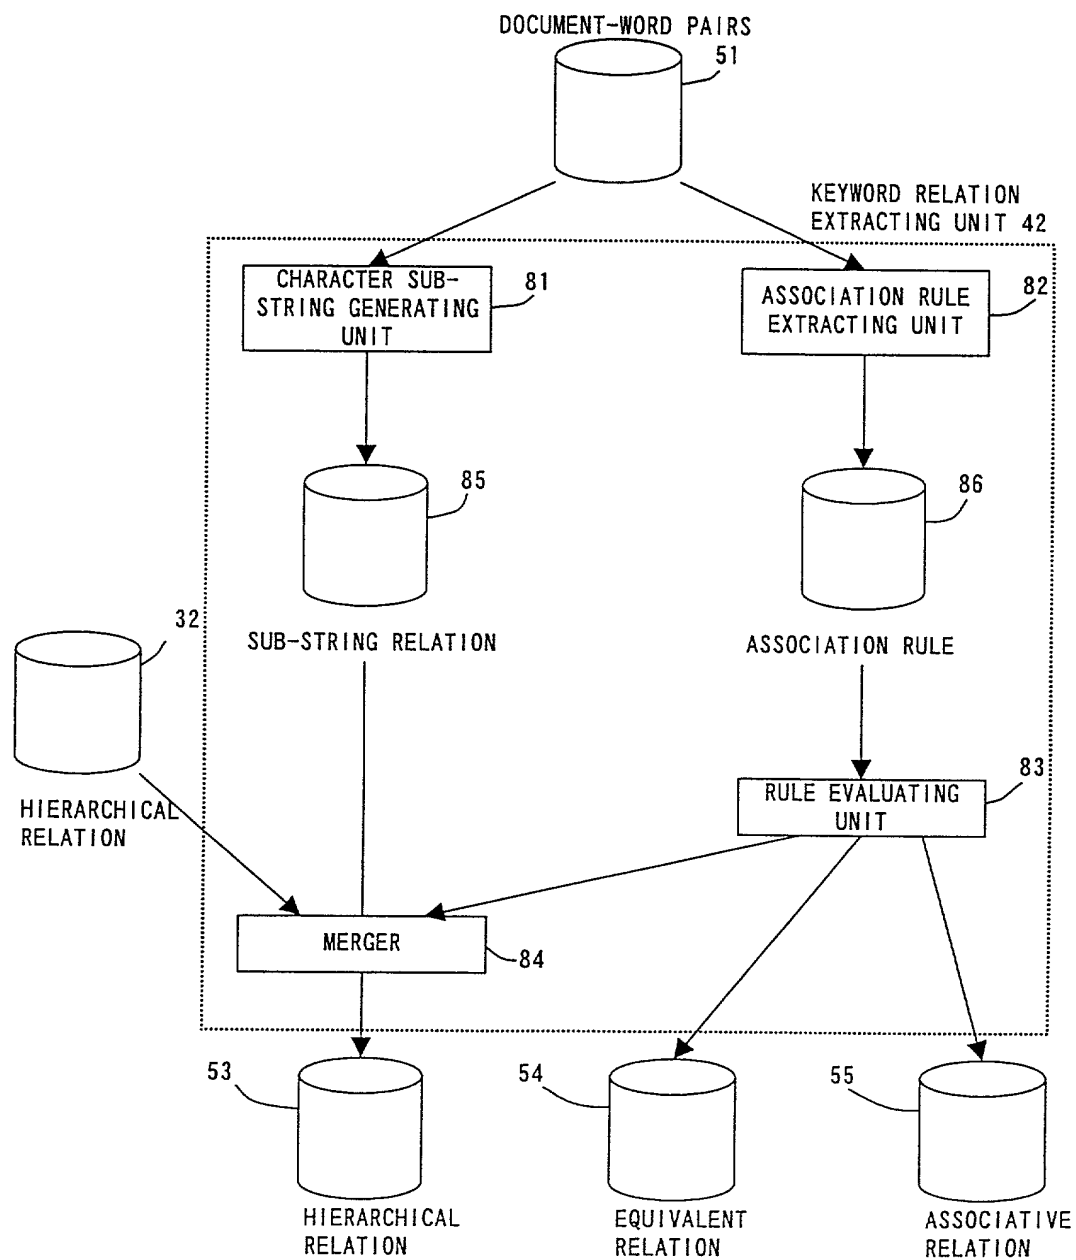 DOCUMENT-WORD PAIRS
51
KEYWORD RELATION
EXTRACTING UNIT 42
CHARACTER SUB-
STRING GENERATING
UNIT
81
ASSOCIATION RULE
EXTRACTING UNIT
82
85
86
SUB-STRING RELATION
ASSOCIATION RULE
32
HIERARCHICAL
RELATION
RULE EVALUATING
UNIT
83
MERGER
84
53
54
55
HIERARCHICAL
RELATION
EQUIVALENT
RELATION
ASSOCIATIVE
RELATION